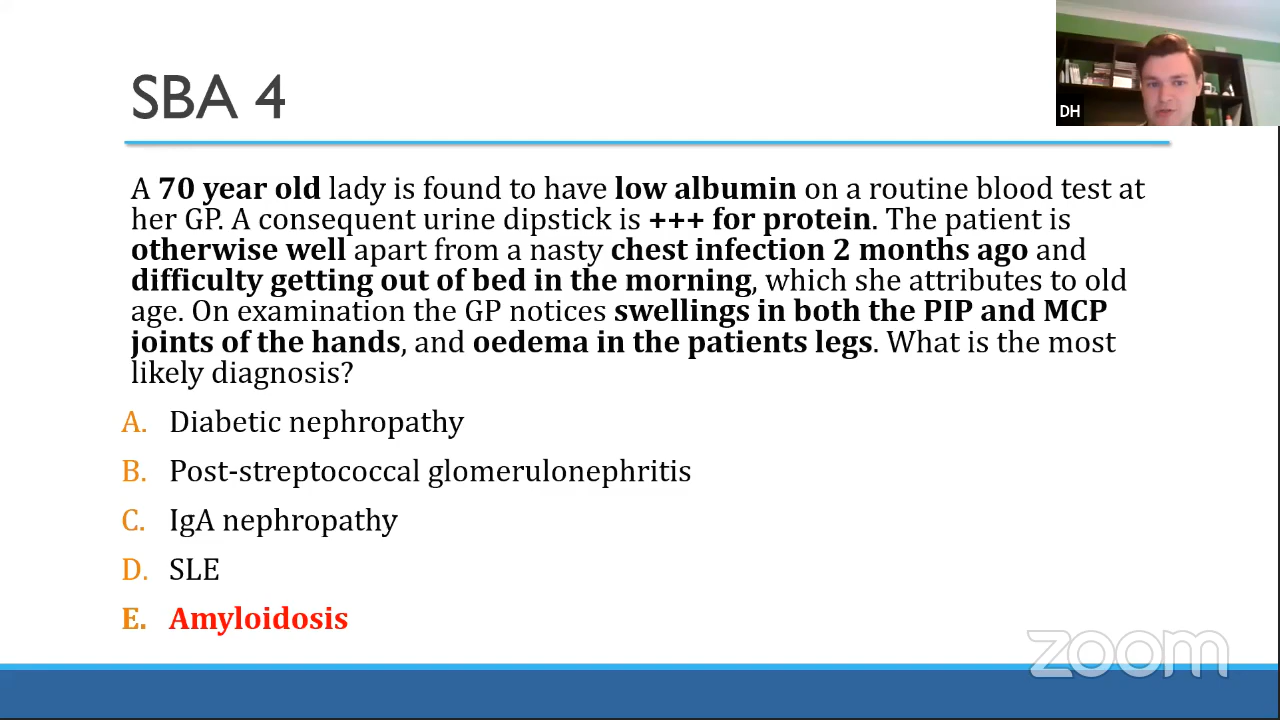 SBA 4
DH
A 70 year old lady is found to have low albumin on a routine blood test at
her GP. A consequent urine dipstick is +++ for protein. The patient is
otherwise well apart from a nasty chest infection 2 months ago and
difficulty getting out of bed in the morning, which she attributes to old
age. On examination the GP notices swellings in both the PIP and MCP
joints of the hands, and oedema in the patients legs. What is the most
likely diagnosis?
A. Diabetic nephropathy
B. Post-streptococcal glomerulonephritis
C. IgA nephropathy
D. SLE
E. Amyloidosis
zoom